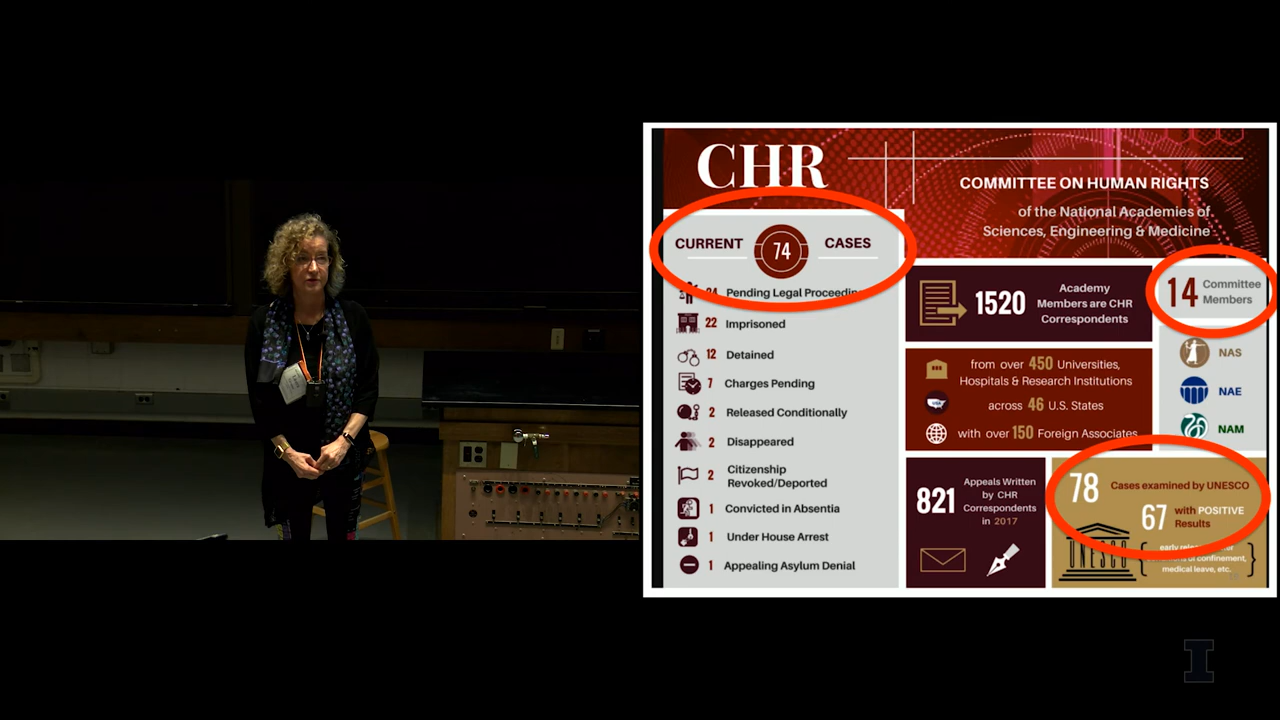 CHR
COMMITTEE ON HUMAN RIGHTS
of the National Academies of
Sciences, Engineering & Medicine
CURRENT 74 CASES
24 Pending Legal
22 Imprisoned
12 Detained
7 Charges Pending
2 Released Conditionally
2 Disappeared
2 Citizenship
Revoked/Deported
1 Convicted in Absentia
1 Under House Arrest
1 Appealing Asylum Denial
1520 Academy
Members are CHR
Correspondents
from over 450 Universities,
Hospitals & Research Institutions
across 46 U.S. States
with over 150 Foreign Associates
821 Appeals Written
by CHR
Correspondents
in 2017
14 Committee
Members
NAS
NAE
NAM
78 Cases examined by UNESCO
67 with POSITIVE
Results
UNESCO
early
of confinement,
medical leave, etc.
I